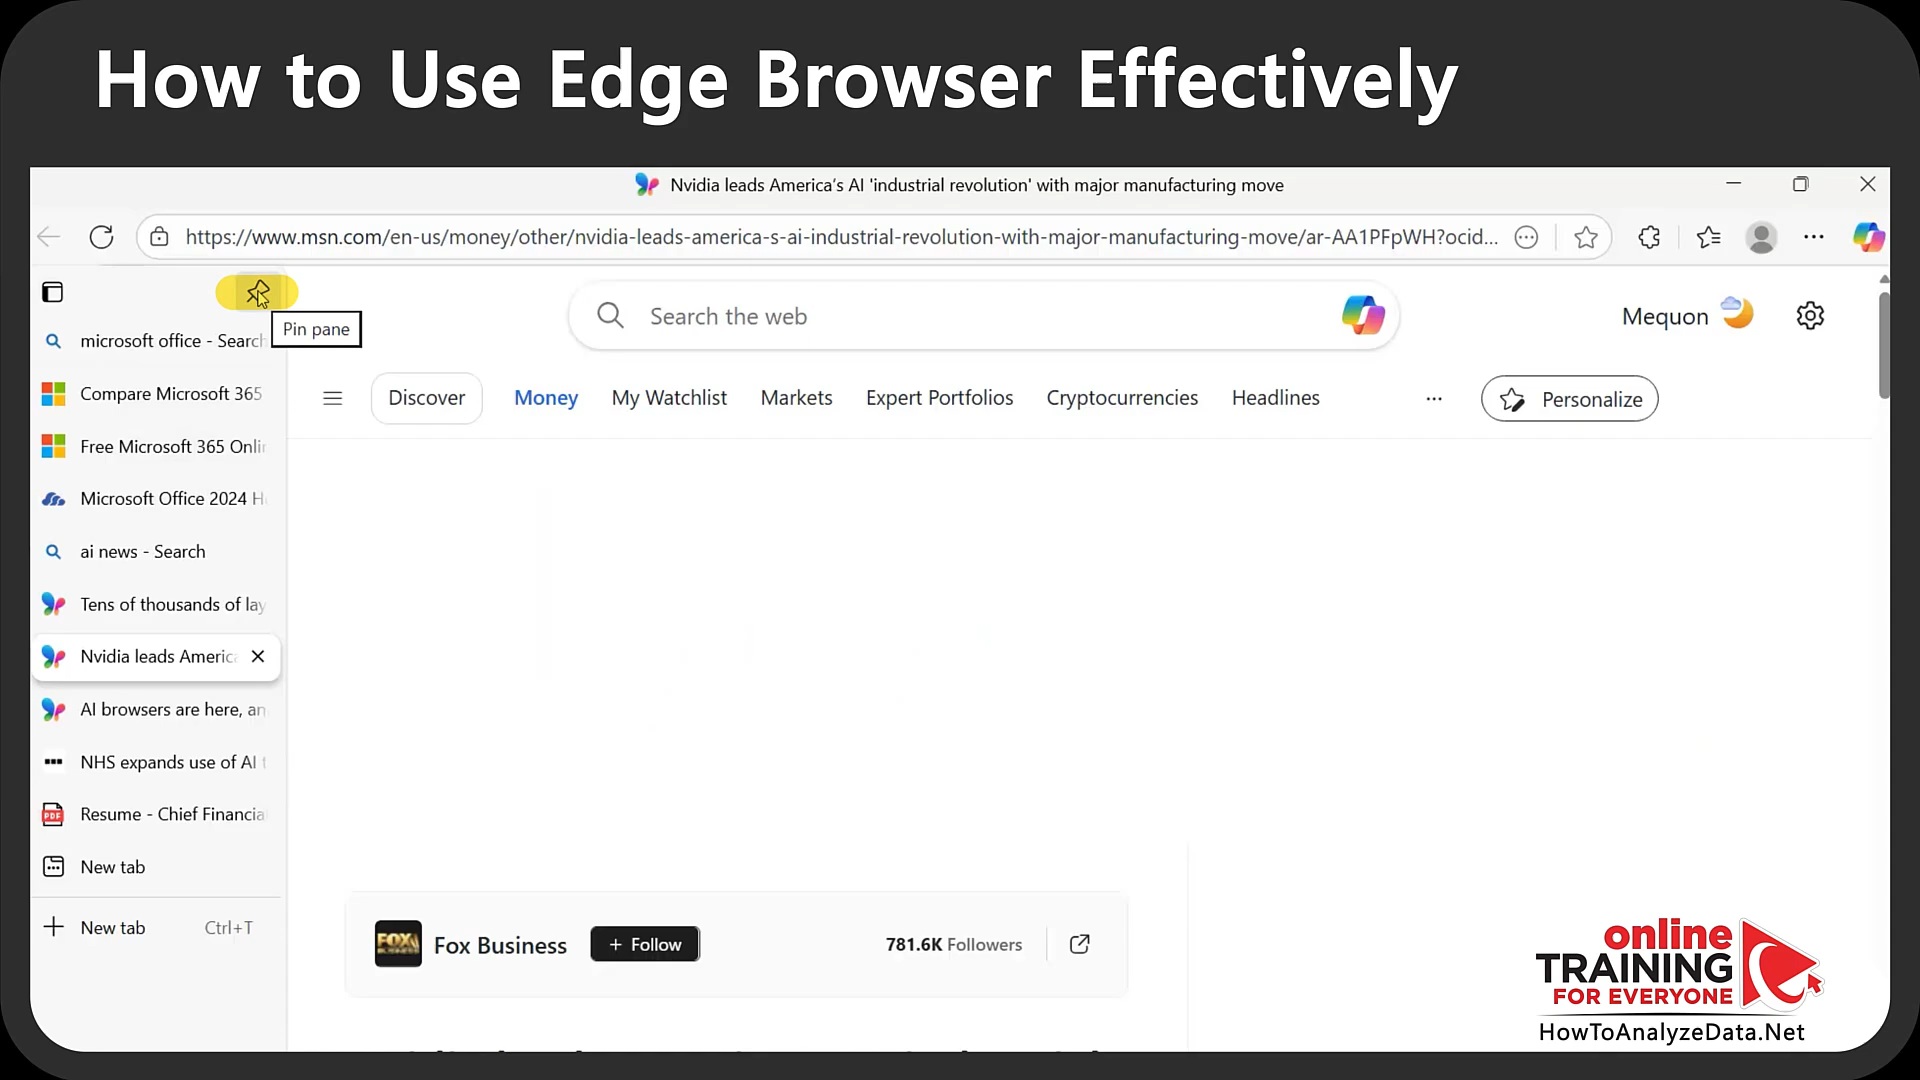 How to Use Edge Browser Effectively
Nvidia leads America's AI 'industrial revolution' with major manufacturing move
https://www.msn.com/en-us/money/other/nvidia-leads-america-s-ai-industrial-revolution-with-major-manufacturing-move/ar-AA1PFpWH?ocid...
Pin pane
Search the web
Mequon
microsoft office - Search
Compare Microsoft 365
Free Microsoft 365 Onli
Microsoft Office 2024 H
ai news - Search
Tens of thousands of lay
Nvidia leads Americ
AI browsers are here, an
NHS expands use of AI t
PDF
Resume - Chief Financia
New tab
New tab Ctrl+T
Discover Money My Watchlist Markets Expert Portfolios Cryptocurrencies Headlines ... Personalize
FOX BUSINESS
Fox Business + Follow 781.6K Followers
online
TRAINING
FOR EVERYONE
HowToAnalyzeData.Net